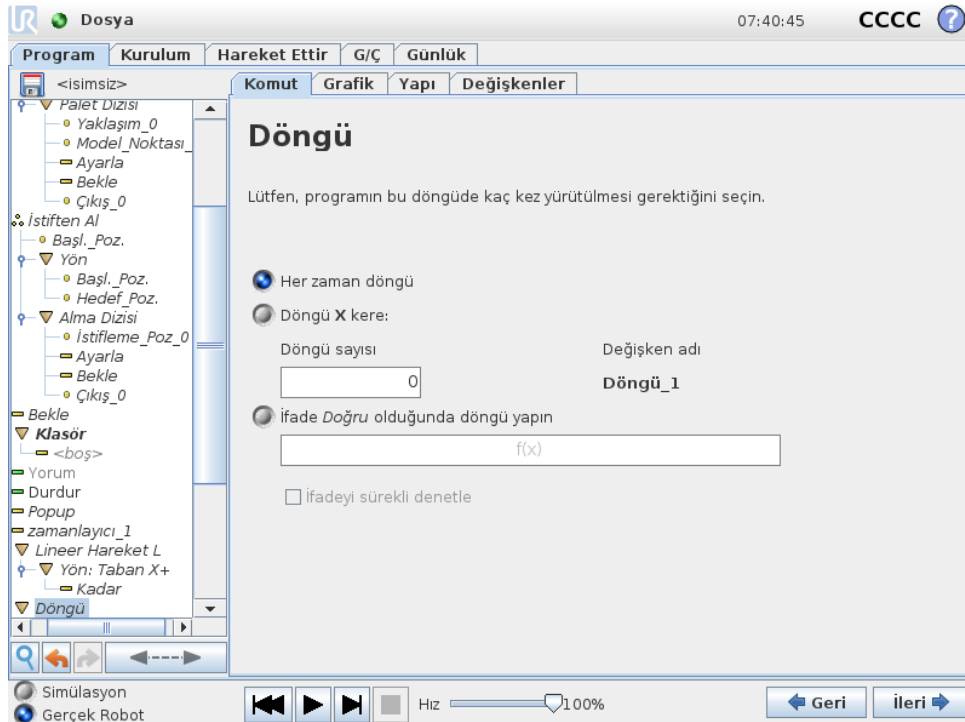 UR Dosya 07:40:45 CCCC ?
Program Kurulum Hareket Ettir G/Ç Günlük
<isimsiz>
Komut Grafik Yapı Değişkenler
Palet Dizisi
Yaklaşım_0
Model_Noktası_
Ayarla
Bekle
Çıkış_0
İstiften Al
Başl._Poz.
Yön
Başl._Poz.
Hedef_Poz.
Alma Dizisi
İstifleme_Poz_0
Ayarla
Bekle
Çıkış_0
Bekle
Klasör
<boş>
Yorum
Durdur
Popup
zamanlayıcı_1
Lineer Hareket L
Yön: Taban X+
Kadar
Döngü
Döngü
Lütfen, programın bu döngüde kaç kez yürütülmesi gerektiğini seçin.
Her zaman döngü
Döngü X kere:
Döngü sayısı Değişken adı
0 Döngü_1
İfade Doğru olduğunda döngü yapın
f(x)
İfadeyi sürekli denetle
Simülasyon
Gerçek Robot
Hız 100%
Geri İleri